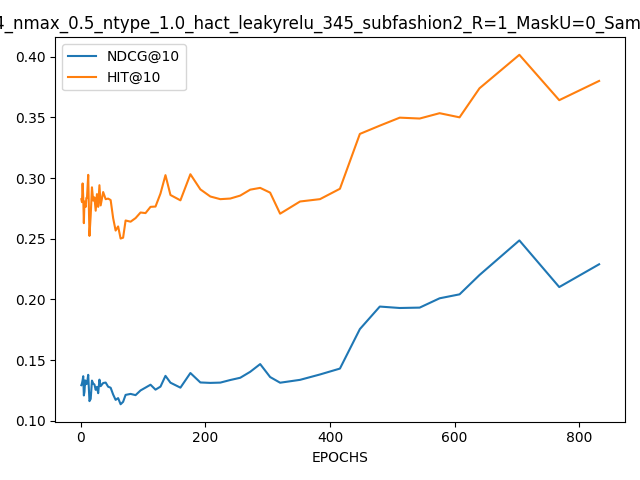 4_nmax_0.5_ntype_1.0_hact_leakyrelu_345_subfashion2_R=1_MaskU=0_Sam
NDCG@10
HIT@10
0.40
0.35
0.30
0.25
0.20
0.15
0.10
0 200 400 600 800
EPOCHS